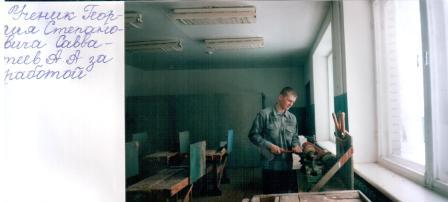 Ученик Геор-
гия Степано-
вича Савва-
теев А А за
работой